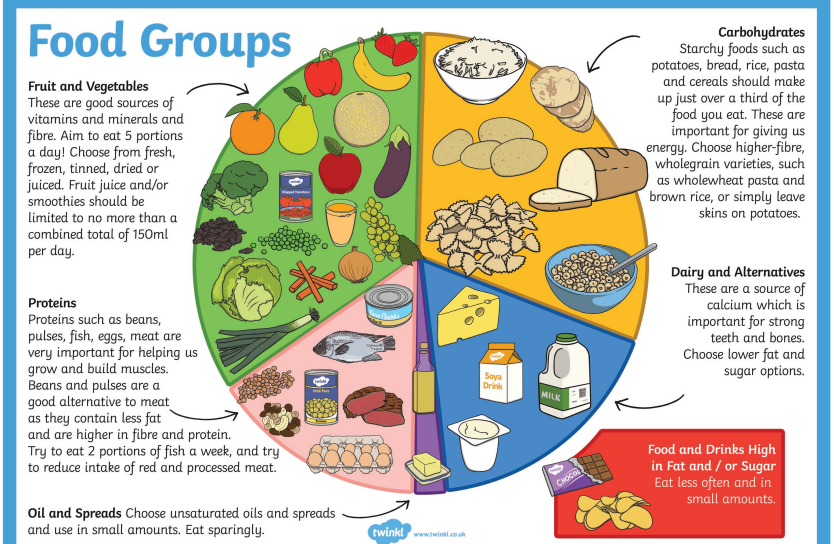 Food Groups
Fruit and Vegetables
These are good sources of
vitamins and minerals and
fibre. Aim to eat 5 portions
a day! Choose from fresh,
frozen, tinned, dried or
juiced. Fruit juice and/or
smoothies should be
limited to no more than a
combined total of 150ml
per day.
Proteins
Proteins such as beans,
pulses, fish, eggs, meat are
very important for helping us
grow and build muscles.
Beans and pulses are a
good alternative to meat
as they contain less fat
and are higher in fibre and protein.
Try to eat 2 portions of fish a week, and try
to reduce intake of red and processed meat.
Oil and Spreads Choose unsaturated oils and spreads
and use in small amounts. Eat sparingly.
Carbohydrates
Starchy foods such as
potatoes, bread, rice, pasta
and cereals should make
up just over a third of the
food you eat. These are
important for giving us
energy. Choose higher-fibre,
wholegrain varieties, such
as wholewheat pasta and
brown rice, or simply leave
skins on potatoes.
Dairy and Alternatives
These are a source of
calcium which is
important for strong
teeth and bones.
Choose lower fat and
sugar options.
Food and Drinks High
in Fat and / or Sugar
Eat less often and in
small amounts.
Soya
Drink
MILK
twinkl
www.twinkl.co.uk